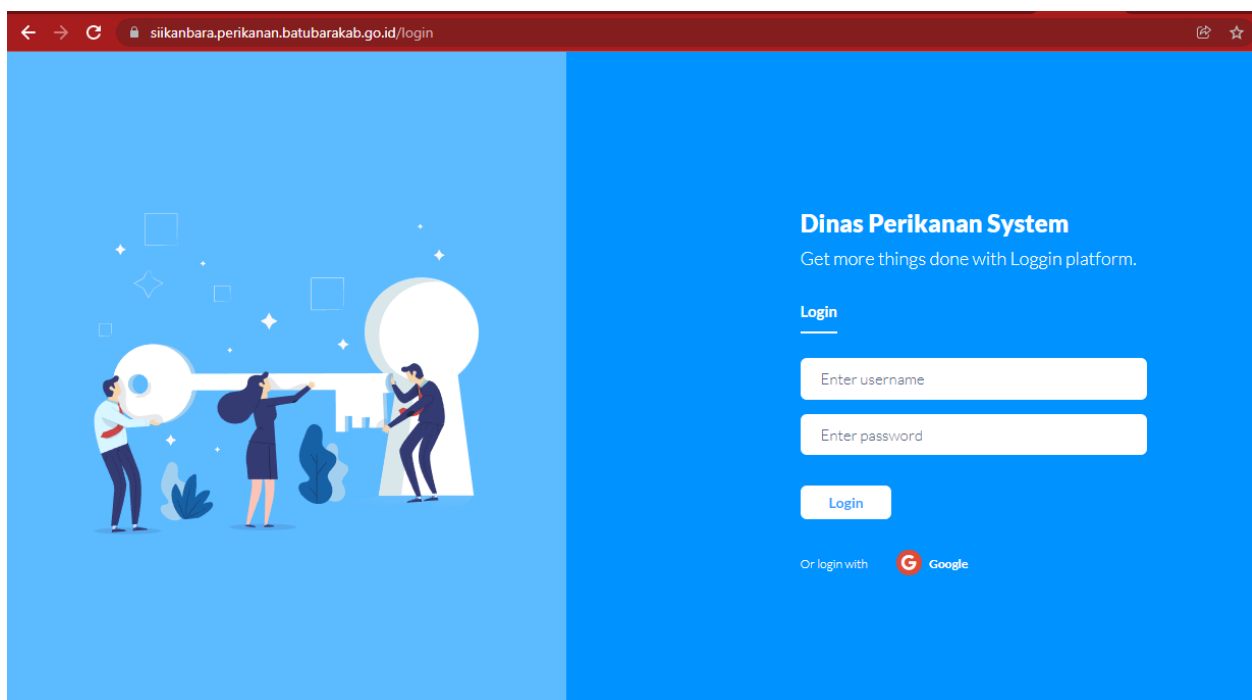 siikanbara.perikanan.batubarakab.go.id/login
Dinas Perikanan System
Get more things done with Loggin platform.
Login
Enter username
Enter password
Login
Or login with
G Google